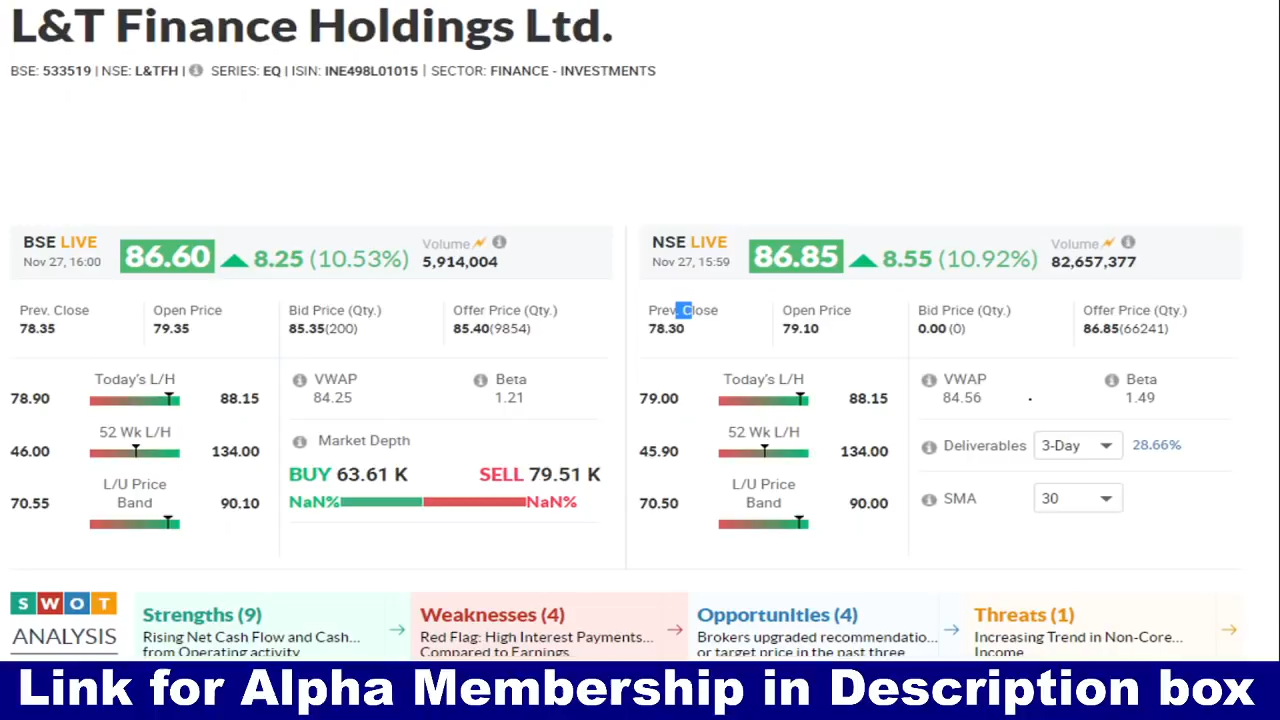 L&T Finance Holdings Ltd.
BSE: 533519 | NSE: L&TFH | SERIES: EQ | ISIN: INE498L01015 | SECTOR: FINANCE - INVESTMENTS
BSE LIVE
Nov 27, 16:00
86.60
8.25 (10.53%)
Volume
5,914,004
Prev. Close
78.35
Open Price
79.35
Bid Price (Qty.)
85.35(200)
Offer Price (Qty.)
85.40(9854)
Today's L/H
78.90 88.15
52 Wk L/H
46.00 134.00
L/U Price
Band
70.55 90.10
VWAP
84.25
Beta
1.21
Market Depth
BUY 63.61 K SELL 79.51 K
NaN% NaN%
NSE LIVE
Nov 27, 15:59
86.85
8.55 (10.92%)
Volume
82,657,377
Prev. Close
78.30
Open Price
79.10
Bid Price (Qty.)
0.00 (0)
Offer Price (Qty.)
86.85(66241)
Today's L/H
79.00 88.15
52 Wk L/H
45.90 134.00
L/U Price
Band
70.50 90.00
VWAP
84.56
Beta
1.49
Deliverables 3-Day 28.66%
SMA 30
SWOT
ANALYSIS
Strengths (9)
Rising Net Cash Flow and Cash...
from Operating activity
Weaknesses (4)
Red Flag: High Interest Payments...
Compared to Earnings
Opportunities (4)
Brokers upgraded recommendatio...
or target price in the past three
Threats (1)
Increasing Trend in Non-Core...
Income
Link for Alpha Membership in Description box